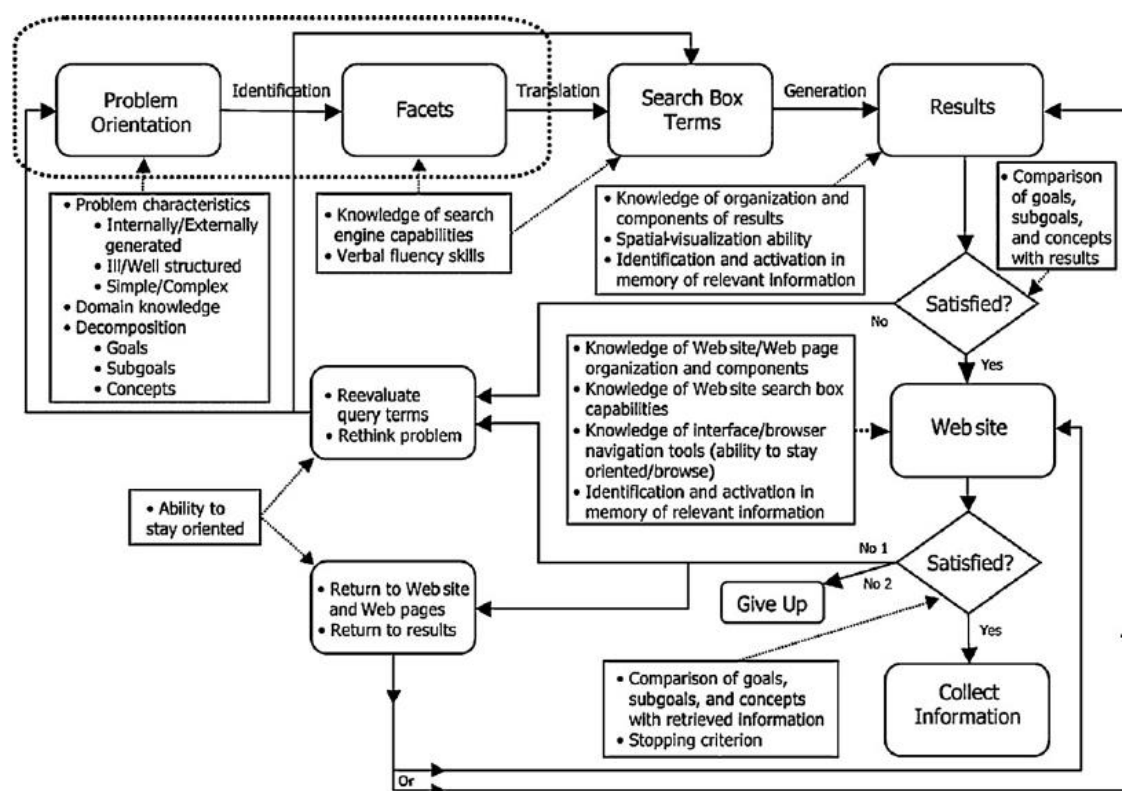 Problem
Orientation
Identification
Facets
Translation
Search Box
Terms
Generation
Results
• Problem characteristics
• Internally/Externally
generated
• Ill/Well structured
• Simple/Complex
• Domain knowledge
• Decomposition
• Goals
• Subgoals
• Concepts
• Knowledge of search
engine capabilities
• Verbal fluency skills
• Knowledge of organization and
components of results
• Spatial-visualization ability
• Identification and activation in
memory of relevant information
• Comparison
of goals,
subgoals,
and concepts
with results
Satisfied?
No
Yes
• Reevaluate
query terms
• Rethink problem
• Knowledge of Web site/Web page
organization and components
• Knowledge of Web site search box
capabilities
• Knowledge of interface/browser
navigation tools (ability to stay
oriented/browse)
• Identification and activation in
memory of relevant information
Web site
• Ability to
stay oriented
• Return to Web site
and Web pages
• Return to results
No 1
No 2
Give Up
Satisfied?
Yes
• Comparison of goals,
subgoals, and concepts
with retrieved information
• Stopping criterion
Collect
Information
Or